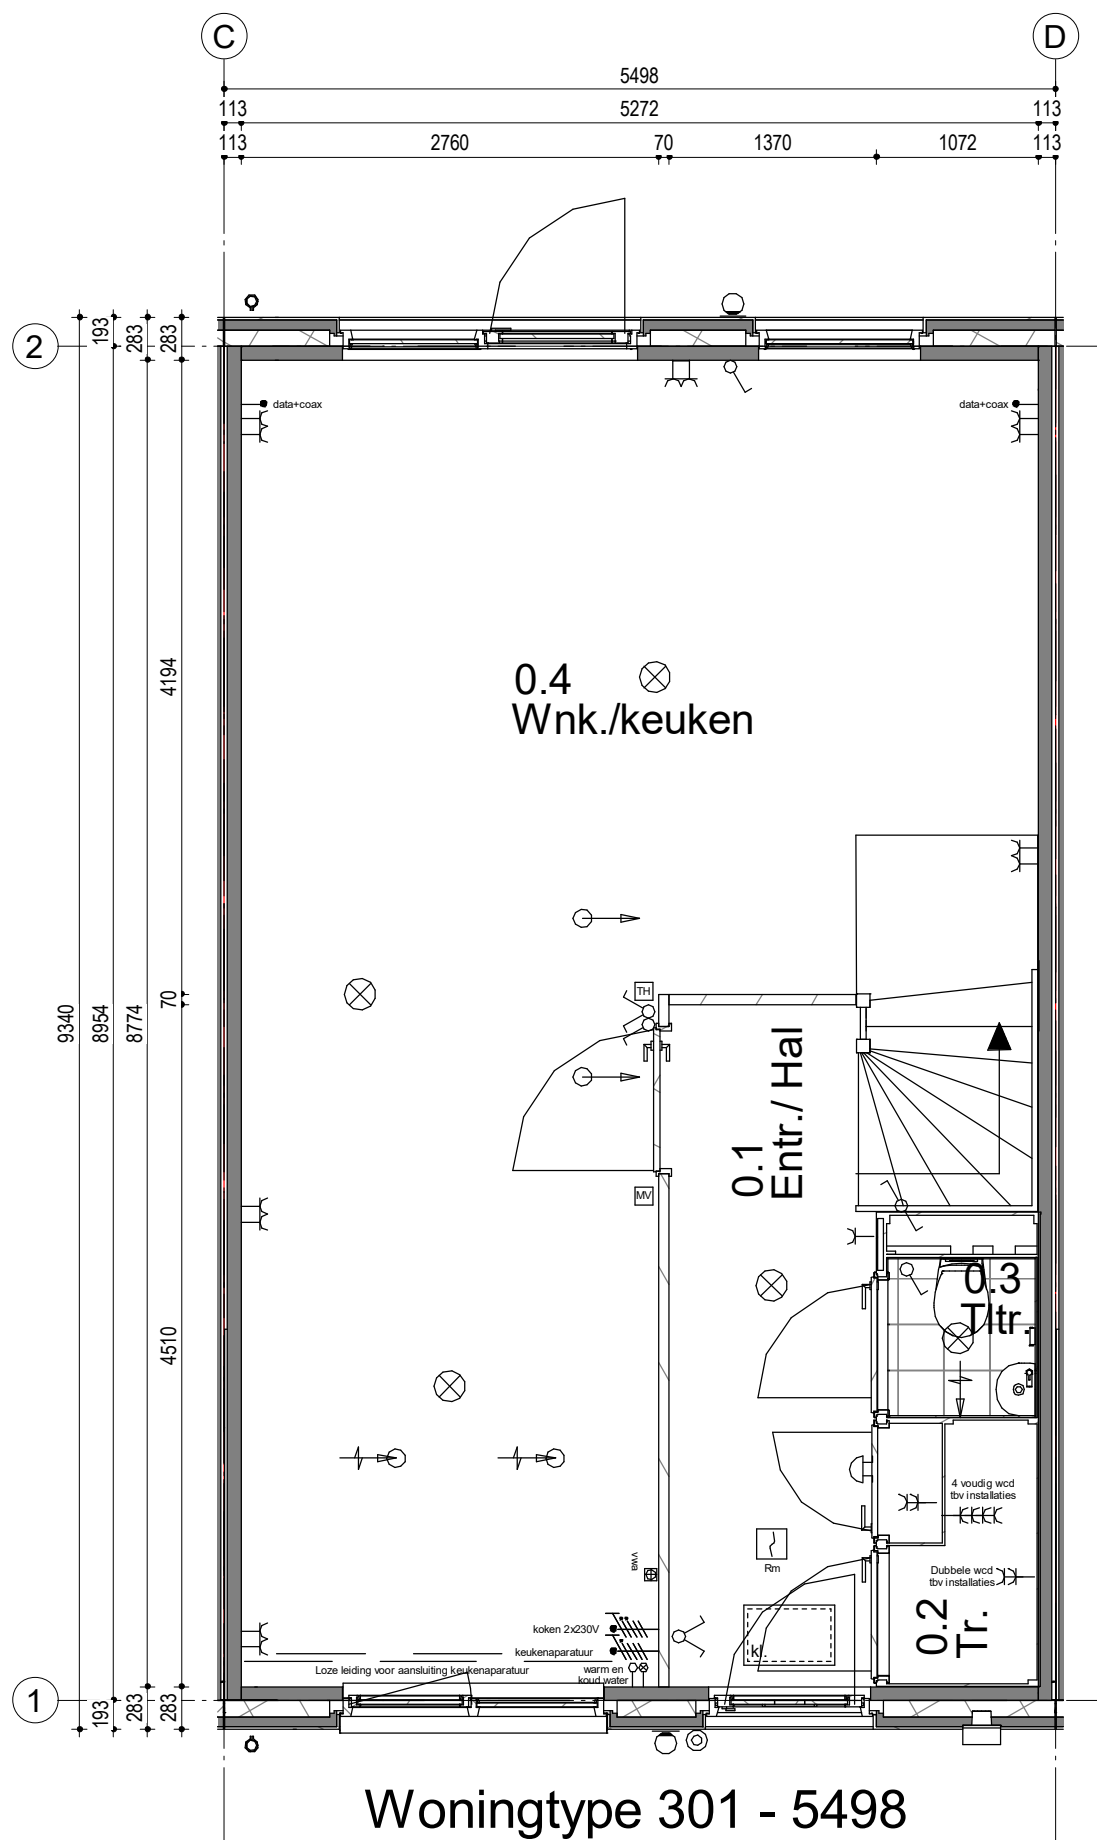 C
D
5498
113
5272
113
113
2760
70
1370
1072
113
2
193
283
283
data+coax
data+coax
4194
0.4
Wnk./keuken
9340
8954
8774
70
TH
0.1
Entr./ Hal
MV
0.3
Tltr.
4510
4 voudig wcd
tbv installaties
vwa
Rm
Dubbele wcd
tbv installaties
0.2
Tr.
koken 2x230V
keukenaparatuur
kl.
Loze leiding voor aansluiting keukenaparatuur
warm en
koud water
1
193
283
283
Woningtype 301 - 5498